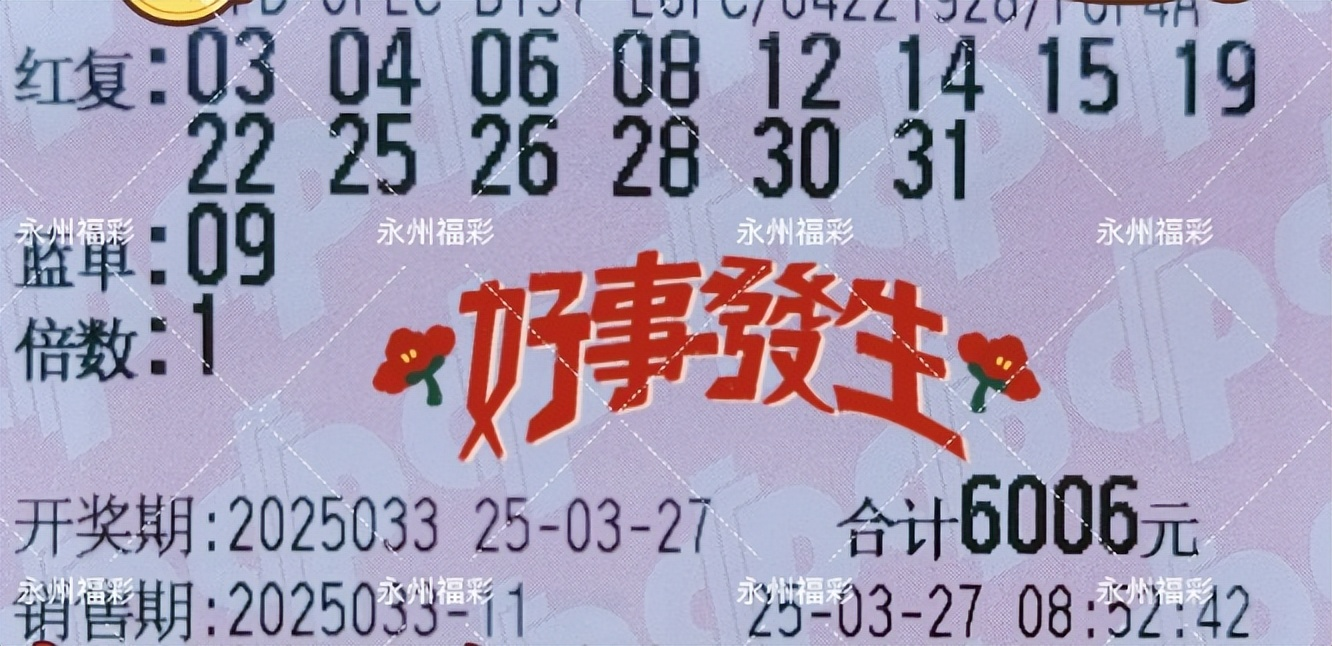 红复:03 04 06 08 12 14 15 19
22 25 26 28 30 31
永州福彩 永州福彩 永州福彩 永州福彩
蓝单:09
倍数:1
好事發生
开奖期:2025033 25-03-27 合计6006元
永州福彩 永州福彩 永州福彩 永州福彩
销售期:2025033-11 25-03-27 08:52:42